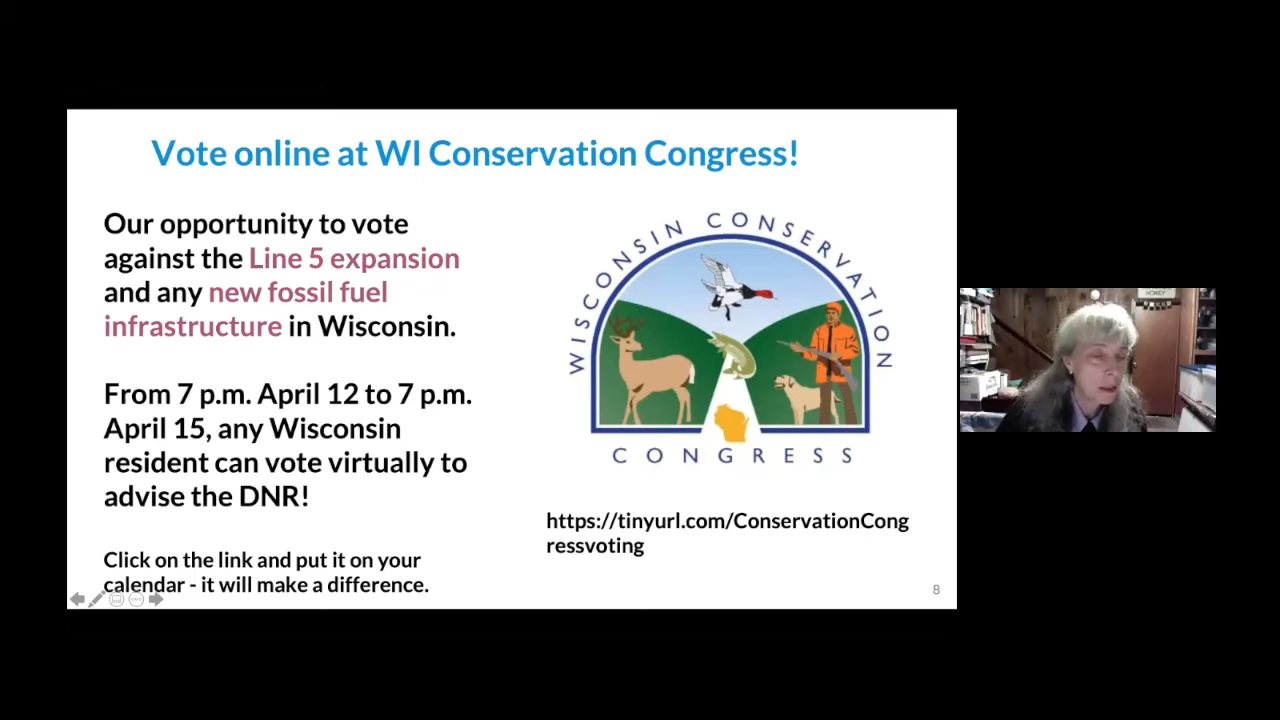 Vote online at WI Conservation Congress!
Our opportunity to vote
against the Line 5 expansion
and any new fossil fuel
infrastructure in Wisconsin.
From 7 p.m. April 12 to 7 p.m.
April 15, any Wisconsin
resident can vote virtually to
advise the DNR!
Click on the link and put it on your
calendar - it will make a difference.
WISCONSIN CONSERVATION
CONGRESS
https://tinyurl.com/ConservationCong
ressvoting
8
HONEY